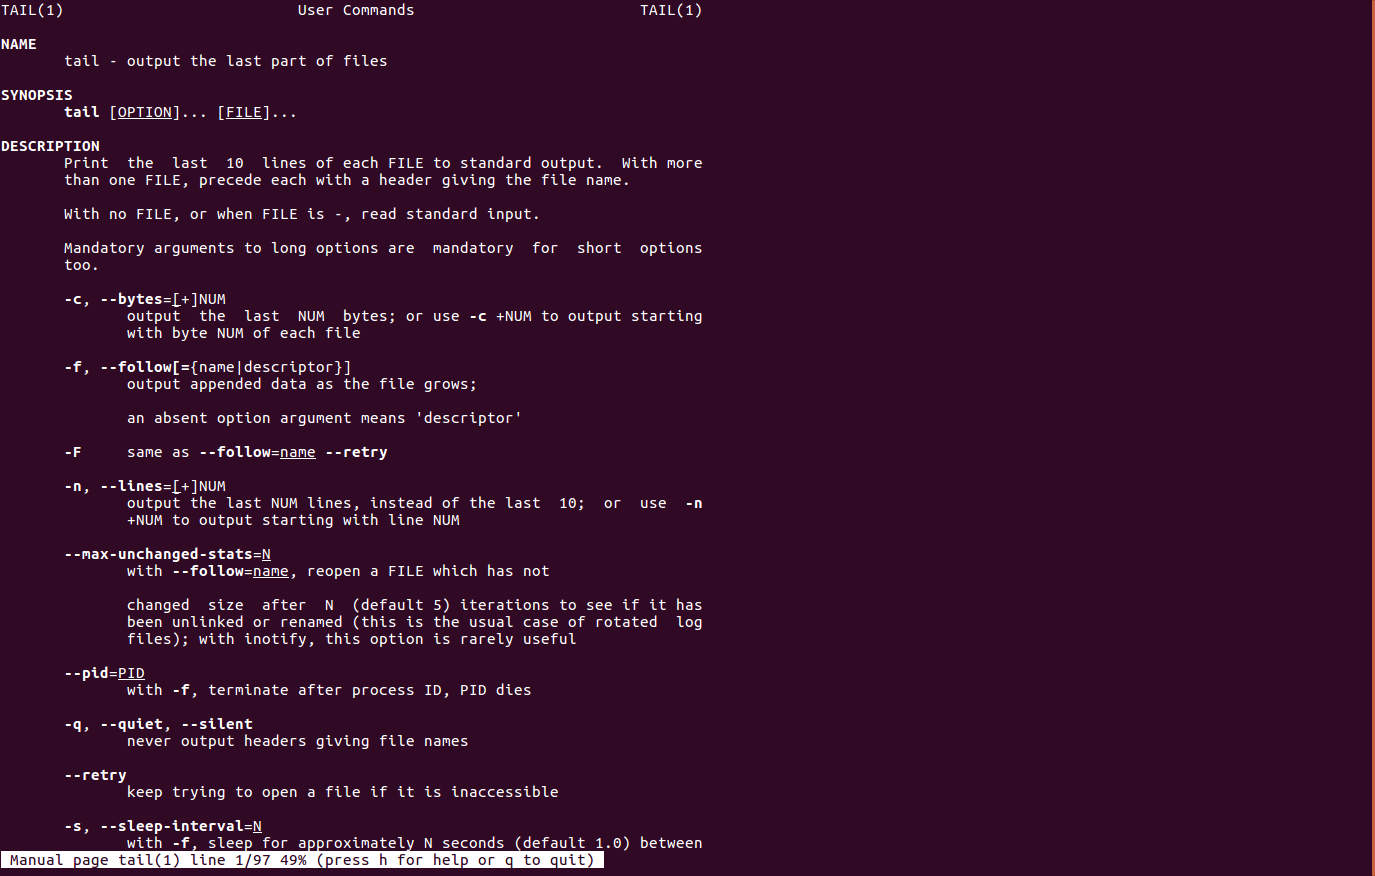 TAIL(1)                          User Commands                         TAIL(1)

NAME
       tail - output the last part of files

SYNOPSIS
       tail [OPTION]... [FILE]...

DESCRIPTION
       Print  the  last  10  lines of each FILE to standard output.  With more
       than one FILE, precede each with a header giving the file name.

       With no FILE, or when FILE is -, read standard input.

       Mandatory arguments to long options are  mandatory  for  short  options
       too.

       -c, --bytes=[+]NUM
              output  the  last  NUM  bytes; or use -c +NUM to output starting
              with byte NUM of each file

       -f, --follow[={name|descriptor}]
              output appended data as the file grows;

              an absent option argument means 'descriptor'

       -F     same as --follow=name --retry

       -n, --lines=[+]NUM
              output the last NUM lines, instead of the last  10;  or  use  -n
              +NUM to output starting with line NUM

       --max-unchanged-stats=N
              with --follow=name, reopen a FILE which has not

              changed  size  after  N  (default 5) iterations to see if it has
              been unlinked or renamed (this is the usual case of rotated  log
              files); with inotify, this option is rarely useful

       --pid=PID
              with -f, terminate after process ID, PID dies

       -q, --quiet, --silent
              never output headers giving file names

       --retry
              keep trying to open a file if it is inaccessible

       -s, --sleep-interval=N
              with -f, sleep for approximately N seconds (default 1.0) between
 Manual page tail(1) line 1/97 49% (press h for help or q to quit)